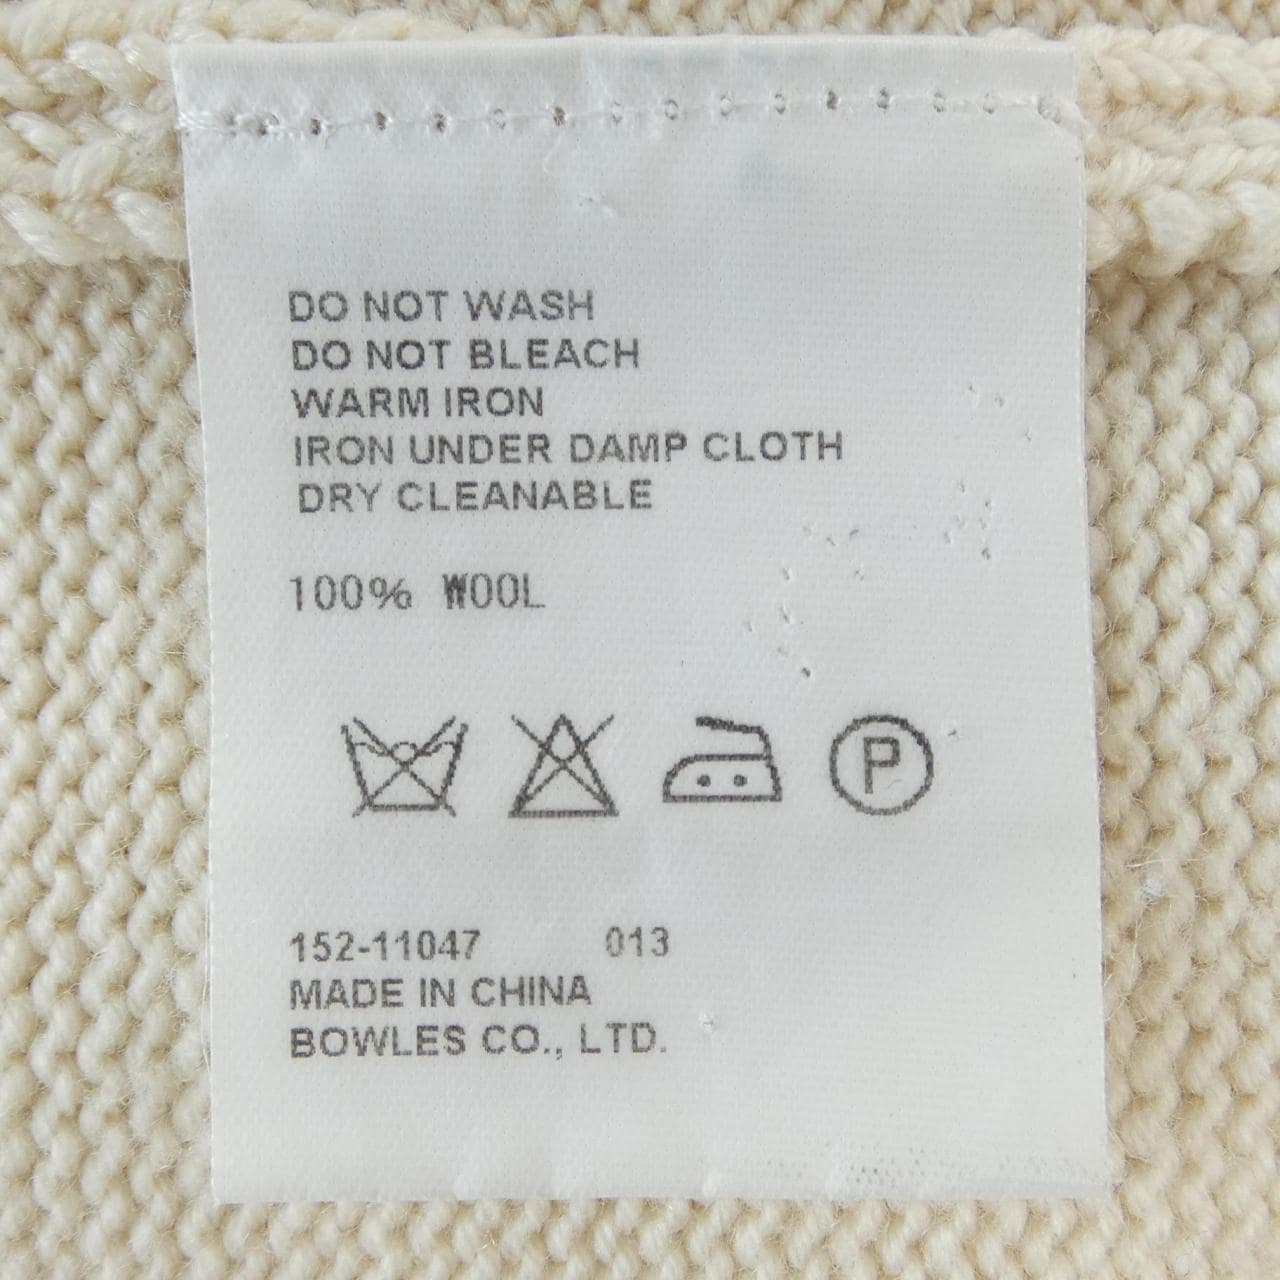 DO NOT WASH
DO NOT BLEACH
WARM IRON
IRON UNDER DAMP CLOTH
DRY CLEANABLE
100% WOOL
P
152-11047 013
MADE IN CHINA
BOWLES CO., LTD.